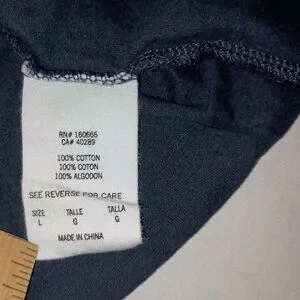 RN# 160665
CA# 40289
100% COTTON
100% COTON
100% ALGODON
SEE REVERSE FOR CARE
SIZE TALLE TALLA
L G G
MADE IN CHINA